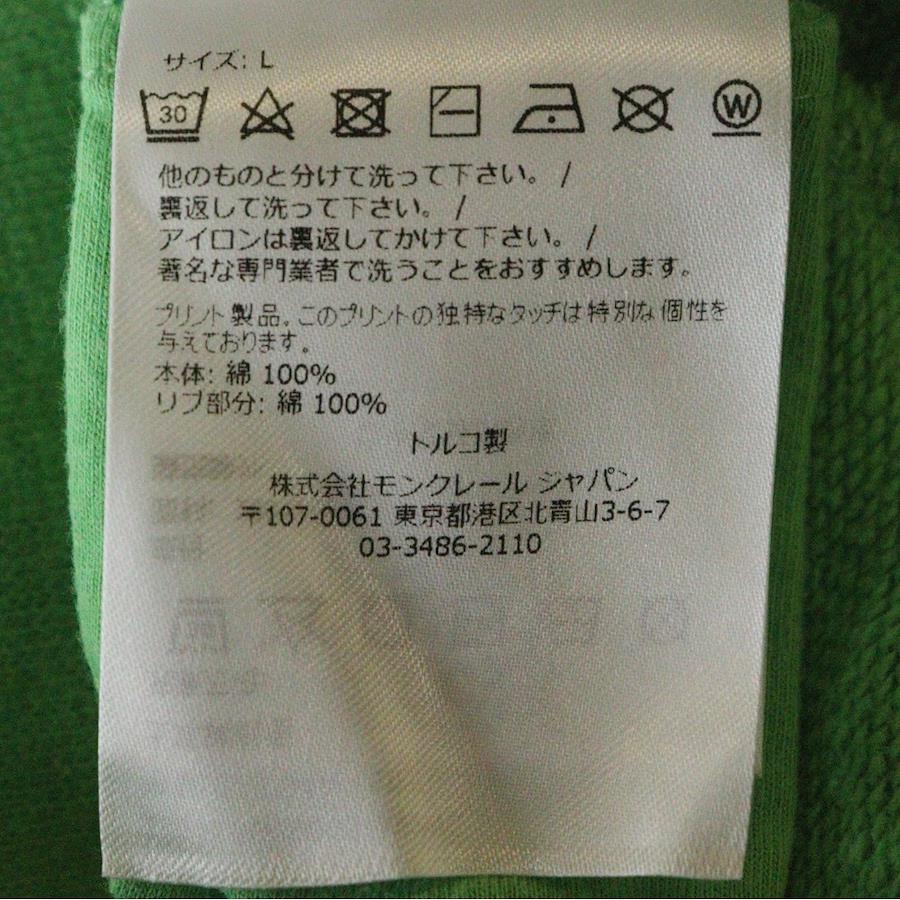 サイズ: L
30 W
他のものと分けて洗って下さい。 /
裏返して洗って下さい。 /
アイロンは裏返してかけて下さい。 /
著名な専門業者で洗うことをおすすめします。
プリント製品。このプリントの独特なタッチは特別な個性を
与えております。
本体: 綿 100%
リブ部分: 綿 100%
トルコ製
株式会社モンクレール ジャパン
〒107-0061 東京都港区北青山3-6-7
03-3486-2110